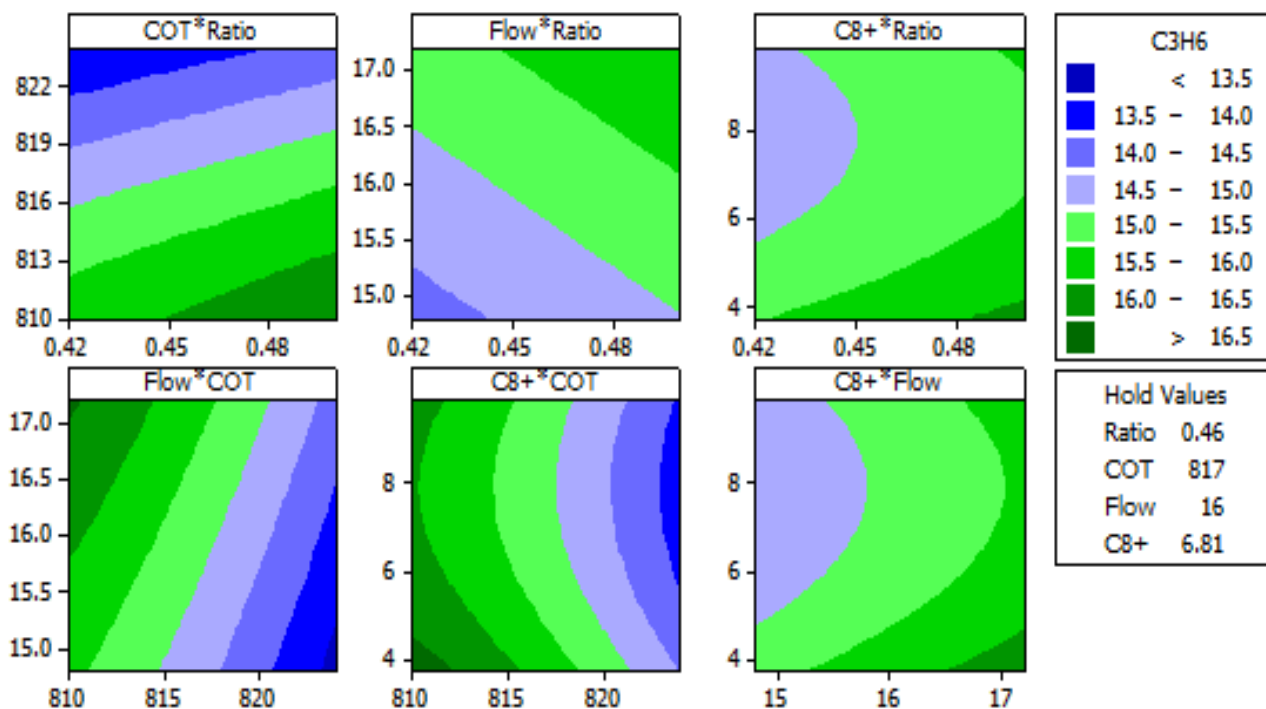 COT*Ratio
822
819
816
813
810
0.42 0.45 0.48
Flow*Ratio
17.0
16.5
16.0
15.5
15.0
0.42 0.45 0.48
C8+*Ratio
8
6
4
0.42 0.45 0.48
C3H6
< 13.5
13.5 – 14.0
14.0 – 14.5
14.5 – 15.0
15.0 – 15.5
15.5 – 16.0
16.0 – 16.5
> 16.5
Flow*COT
17.0
16.5
16.0
15.5
15.0
810 815 820
C8+*COT
8
6
4
810 815 820
C8+*Flow
8
6
4
15 16 17
Hold Values
Ratio 0.46
COT 817
Flow 16
C8+ 6.81